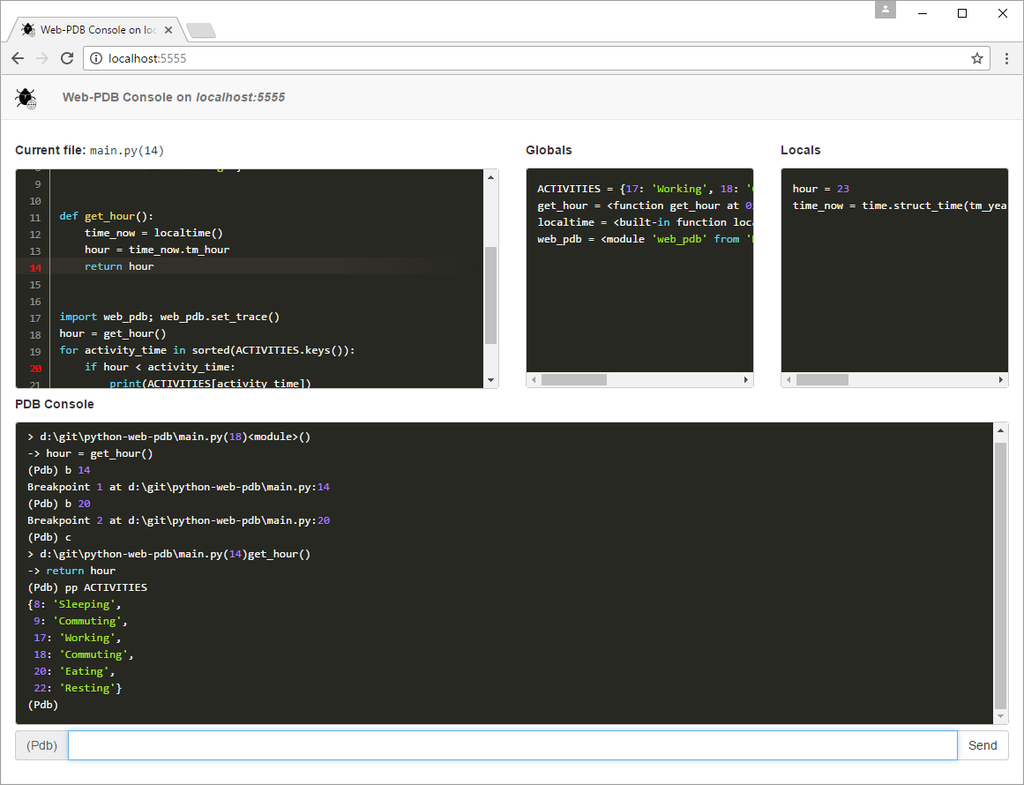 Web-PDB Console on loc
localhost:5555
Web-PDB Console on localhost:5555
Current file: main.py(14)
9
10
11 def get_hour():
12 time_now = localtime()
13 hour = time_now.tm_hour
14 return hour
15
16
17 import web_pdb; web_pdb.set_trace()
18 hour = get_hour()
19 for activity_time in sorted(ACTIVITIES.keys()):
20 if hour < activity_time:
21 print(ACTIVITIES[activity_time])
Globals
ACTIVITIES = {17: 'Working', 18: '
get_hour = <function get_hour at 0
localtime = <built-in function loc
web_pdb = <module 'web_pdb' from '
Locals
hour = 23
time_now = time.struct_time(tm_yea
PDB Console
> d:\git\python-web-pdb\main.py(18)<module>()
-> hour = get_hour()
(Pdb) b 14
Breakpoint 1 at d:\git\python-web-pdb\main.py:14
(Pdb) b 20
Breakpoint 2 at d:\git\python-web-pdb\main.py:20
(Pdb) c
> d:\git\python-web-pdb\main.py(14)get_hour()
-> return hour
(Pdb) pp ACTIVITIES
{8: 'Sleeping',
9: 'Commuting',
17: 'Working',
18: 'Commuting',
20: 'Eating',
22: 'Resting'}
(Pdb)
(Pdb)
Send